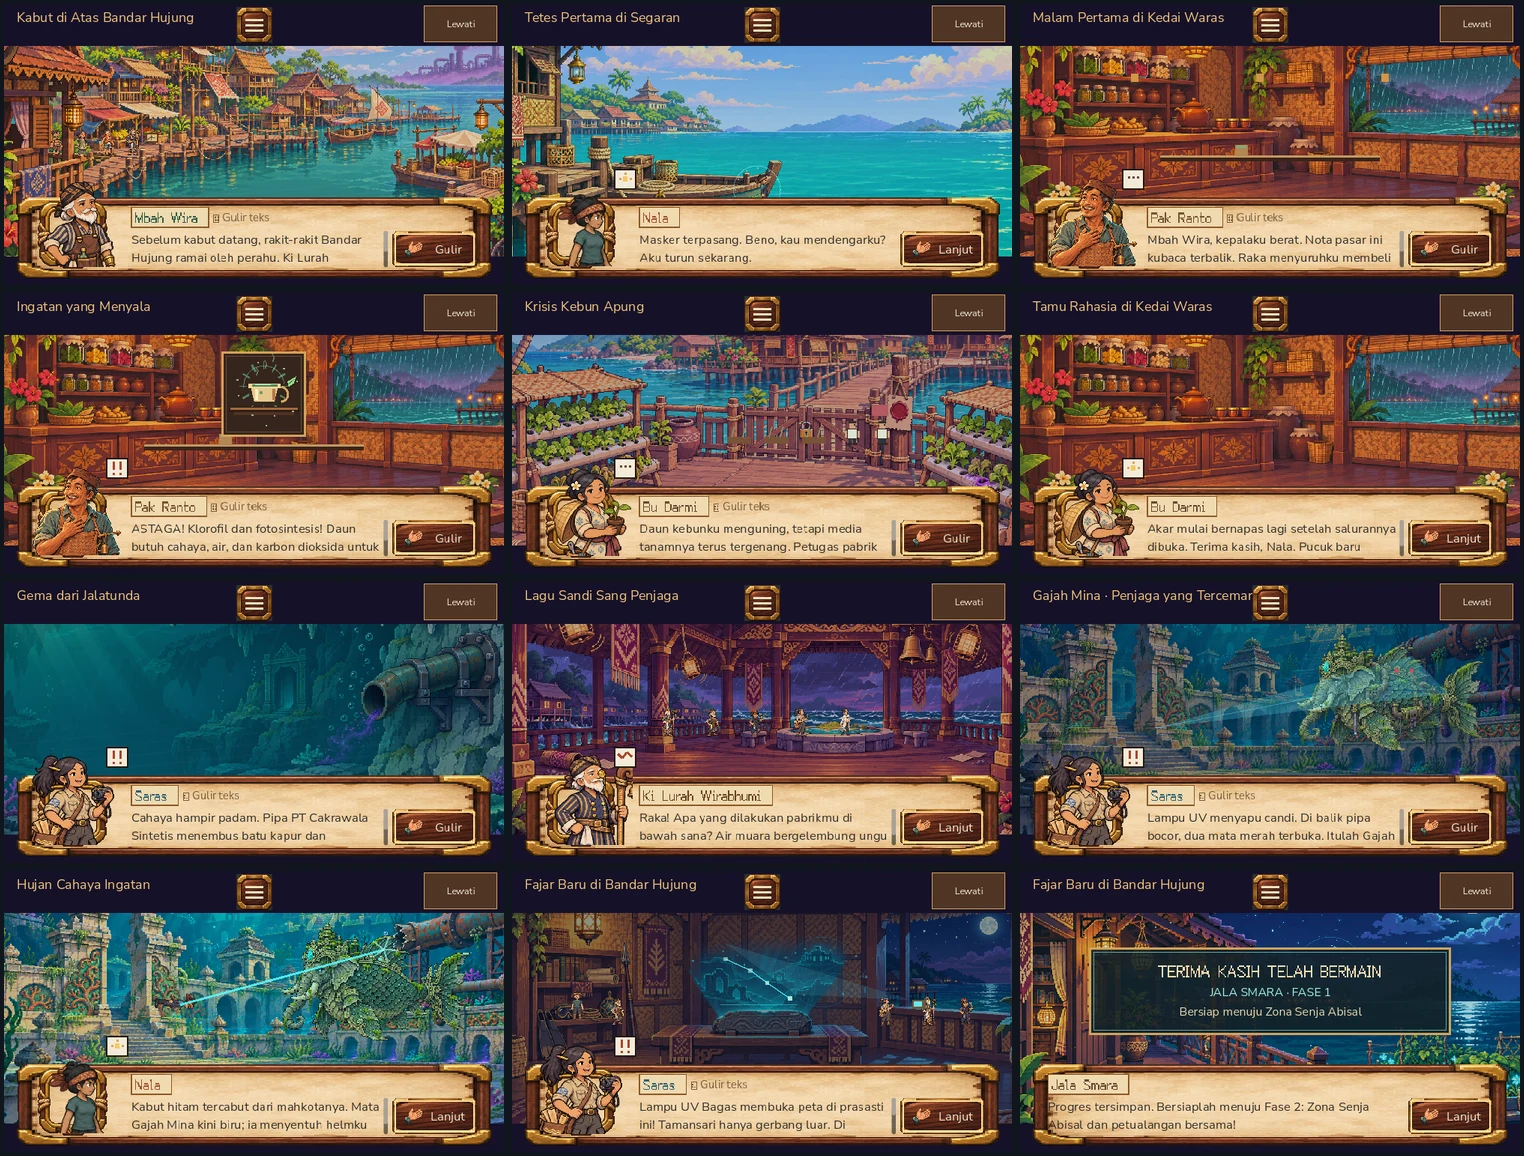 Kabut di Atas Bandar Hujung
Lewati
Mbah Wira
Gulir teks
Sebelum kabut datang, rakit-rakit Bandar
Hujung ramai oleh perahu. Ki Lurah
Gulir
Tetes Pertama di Segaran
Lewati
Nala
Masker terpasang. Beno, kau mendengarku?
Aku turun sekarang.
Lanjut
Malam Pertama di Kedai Waras
Lewati
Pak Ranto
Gulir teks
Mbah Wira, kepalaku berat. Nota pasar ini
kubaca terbalik. Raka menyuruhku membeli
Gulir
Ingatan yang Menyala
Lewati
Pak Ranto
Gulir teks
ASTAGA! Klorofil dan fotosintesis! Daun
butuh cahaya, air, dan karbon dioksida untuk
Gulir
Krisis Kebun Apung
Lewati
Bu Darmi
Gulir teks
Daun kebunku menguning, tetapi media
tanamnya terus tergenang. Petugas pabrik
Gulir
Tamu Rahasia di Kedai Waras
Lewati
Bu Darmi
Akar mulai bernapas lagi setelah salurannya
dibuka. Terima kasih, Nala. Pucuk baru
Lanjut
Gema dari Jalatunda
Lewati
!!
Saras
Gulir teks
Cahaya hampir padam. Pipa PT Cakrawala
Sintetis menembus batu kapur dan
Gulir
Lagu Sandi Sang Penjaga
Lewati
Ki Lurah Wirabhumi
Raka! Apa yang dilakukan pabrikmu di
bawah sana? Air muara bergelembung ungu
Lanjut
Gajah Mina · Penjaga yang Tercemar
Lewati
!!
Saras
Gulir teks
Lampu UV menyapu candi. Di balik pipa
bocor, dua mata merah terbuka. Itulah Gajah
Gulir
Hujan Cahaya Ingatan
Lewati
Nala
Kabut hitam tercabut dari mahkotanya. Mata
Gajah Mina kini biru; ia menyentuh helmku
Lanjut
Fajar Baru di Bandar Hujung
Lewati
!!
Saras
Gulir teks
Lampu UV Bagas membuka peta di prasasti
ini! Tamansari hanya gerbang luar. Di
Lanjut
Fajar Baru di Bandar Hujung
Lewati
TERIMA KASIH TELAH BERMAIN
JALA SMARA · FASE 1
Bersiap menuju Zona Senja Abisal
Jala Smara
Progres tersimpan. Bersiaplah menuju Fase 2: Zona Senja
Abisal dan petualangan bersama!
Lanjut